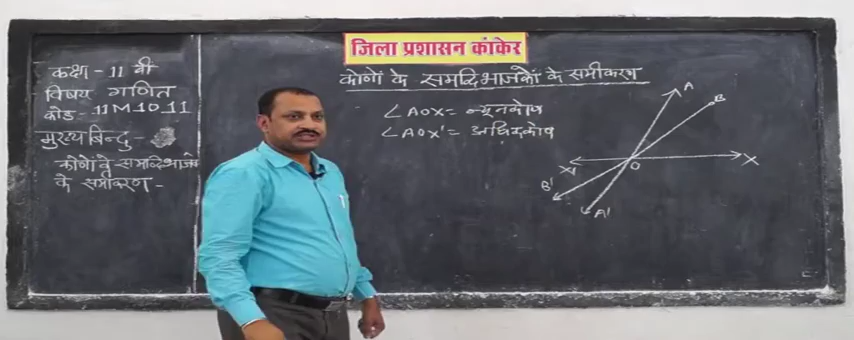 जिला प्रशासन कांकेर
कक्षा - 11 वी
विषय गणित
कोड - 11M1011
मुख्य बिन्दु -
कोणो के समद्विभाजको
के समीकरण -
कोणो के समद्विभाजकों के समीकरण
∠AOX = न्यूनकोण
∠AOX' = अधिककोण
A
B
X'
O
X
B'
A'